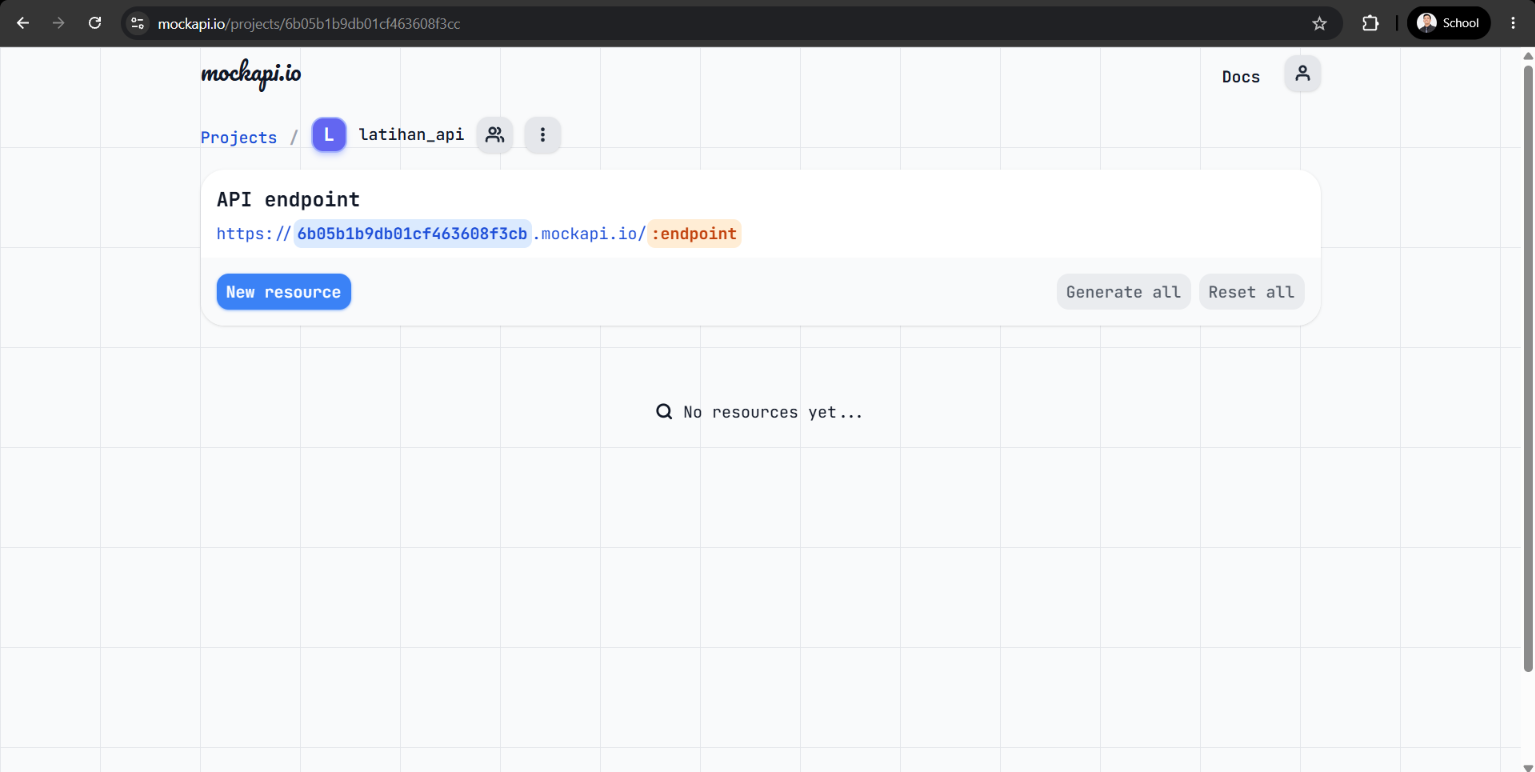 mockapi.io/projects/6b05b1b9db01cf463608f3cc
School
mockapi.io
Docs
Projects / L latihan_api
API endpoint
https://6b05b1b9db01cf463608f3cb.mockapi.io/:endpoint
New resource
Generate all
Reset all
No resources yet...